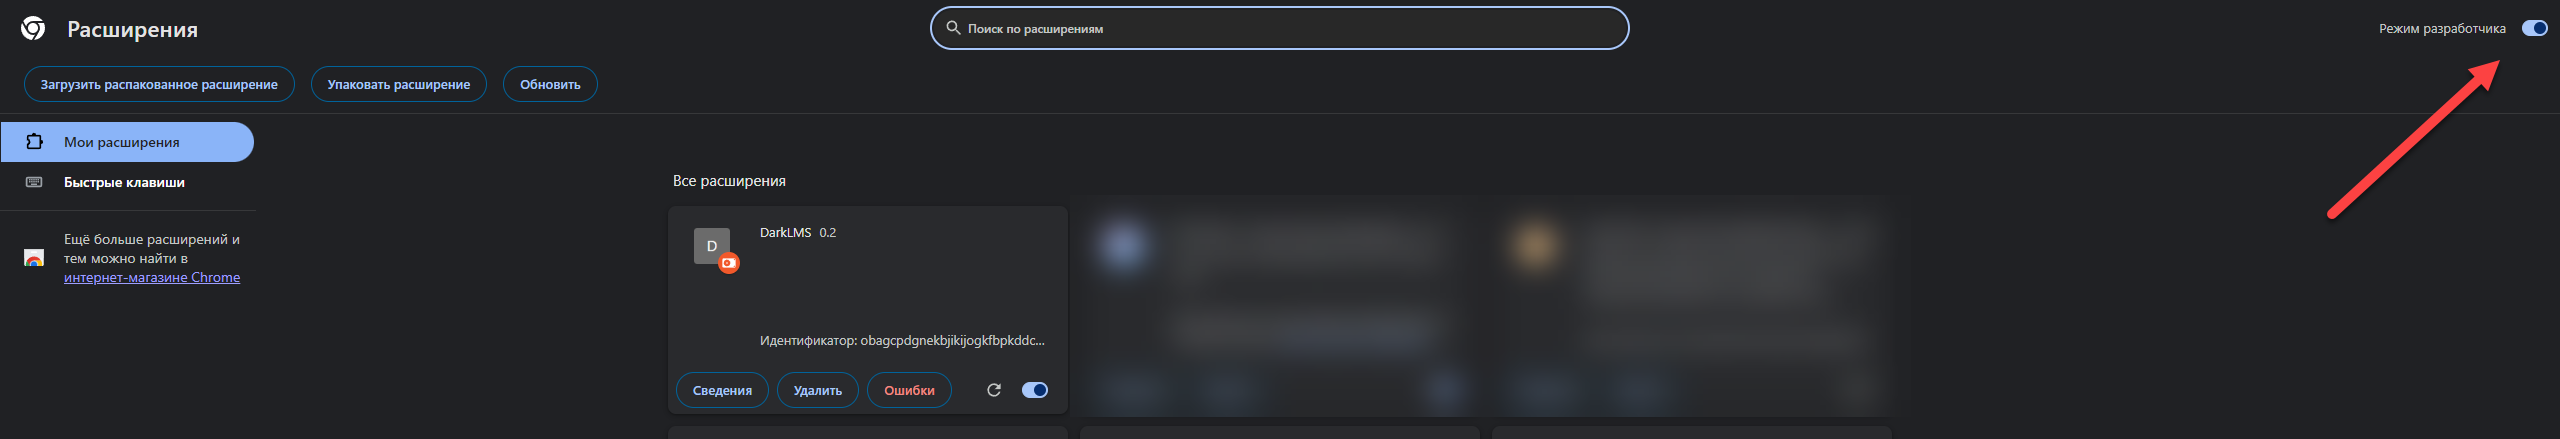 Расширения
Поиск по расширениям
Режим разработчика
Загрузить распакованное расширение
Упаковать расширение
Обновить
Мои расширения
Быстрые клавиши
Ещё больше расширений и
тем можно найти в
интернет-магазине Chrome
Все расширения
D
DarkLMS 0.2
Идентификатор: obagcpdgnekbjikijogkfbpkddc...
Сведения
Удалить
Ошибки